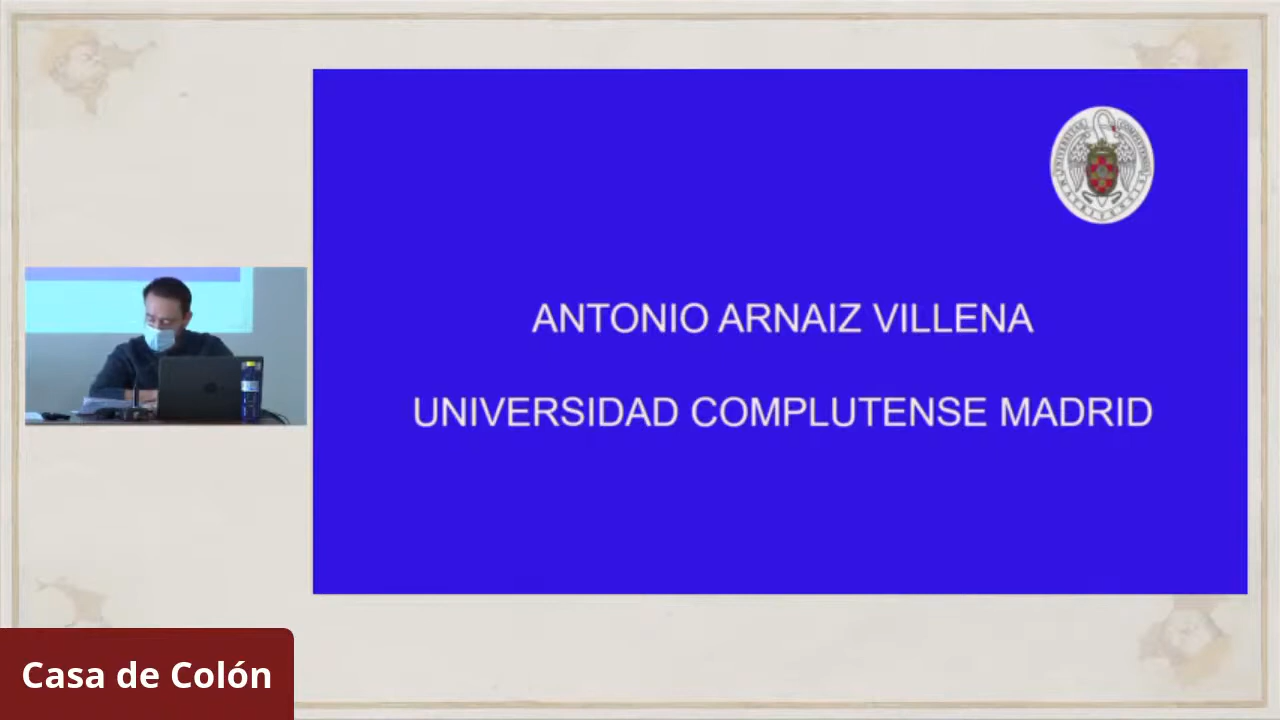 ANTONIO ARNAIZ VILLENA
UNIVERSIDAD COMPLUTENSE MADRID
Casa de Colón